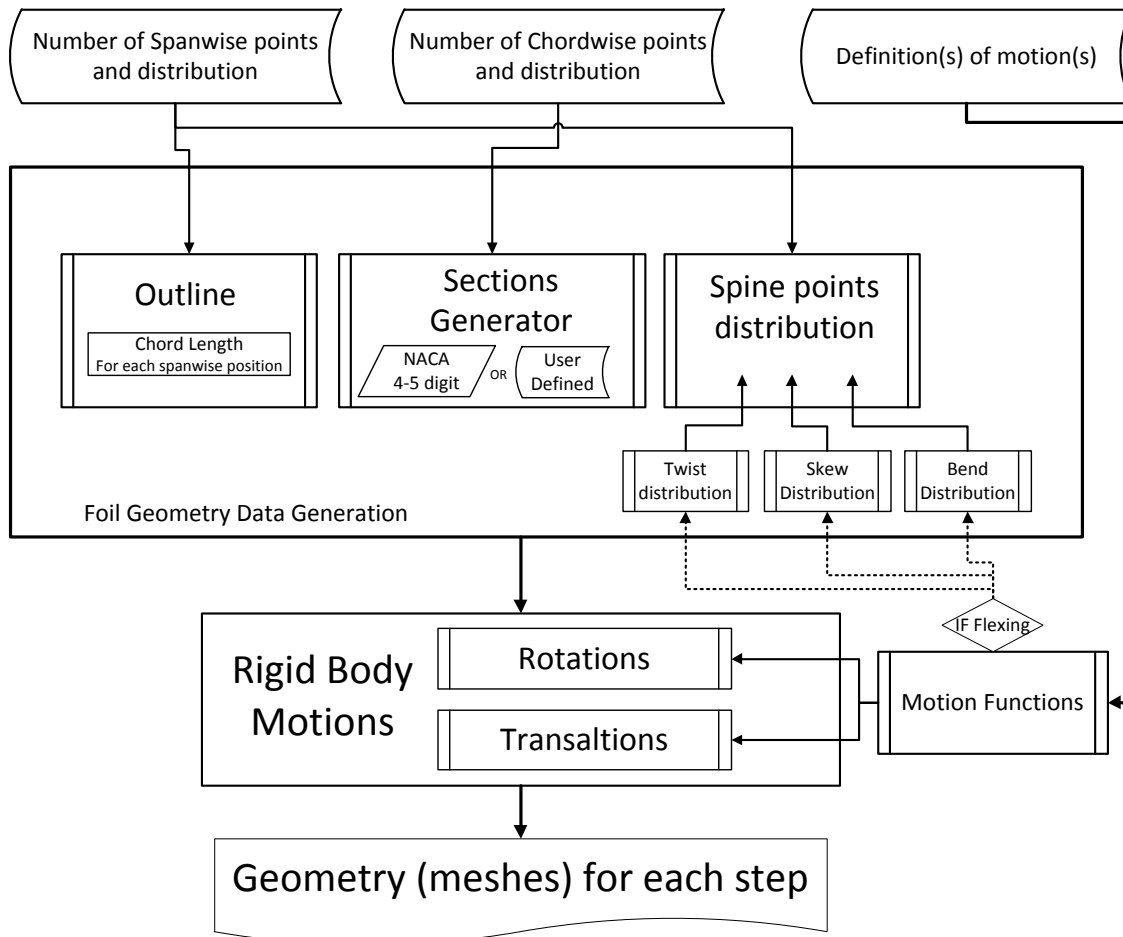 Number of Spanwise points
and distribution
Number of Chordwise points
and distribution
Definition(s) of motion(s)
Outline
Chord Length
For each spanwise position
Sections
Generator
NACA
4-5 digit
OR
User
Defined
Spine points
distribution
Twist
distribution
Skew
Distribution
Bend
Distribution
Foil Geometry Data Generation
IF Flexing
Rigid Body
Motions
Rotations
Transaltions
Motion Functions
Geometry (meshes) for each step